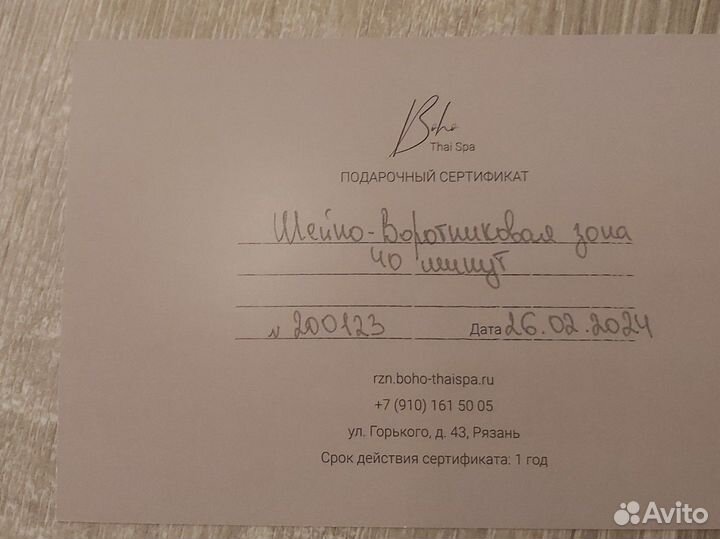 Boho
Thai Spa
ПОДАРОЧНЫЙ СЕРТИФИКАТ
Шейно-Воротниковая зона
40 минут
N 200123 Дата 26.02.2024
rzn.boho-thaispa.ru
+7 (910) 161 50 05
ул. Горького, д. 43, Рязань
Срок действия сертификата: 1 год
Avito